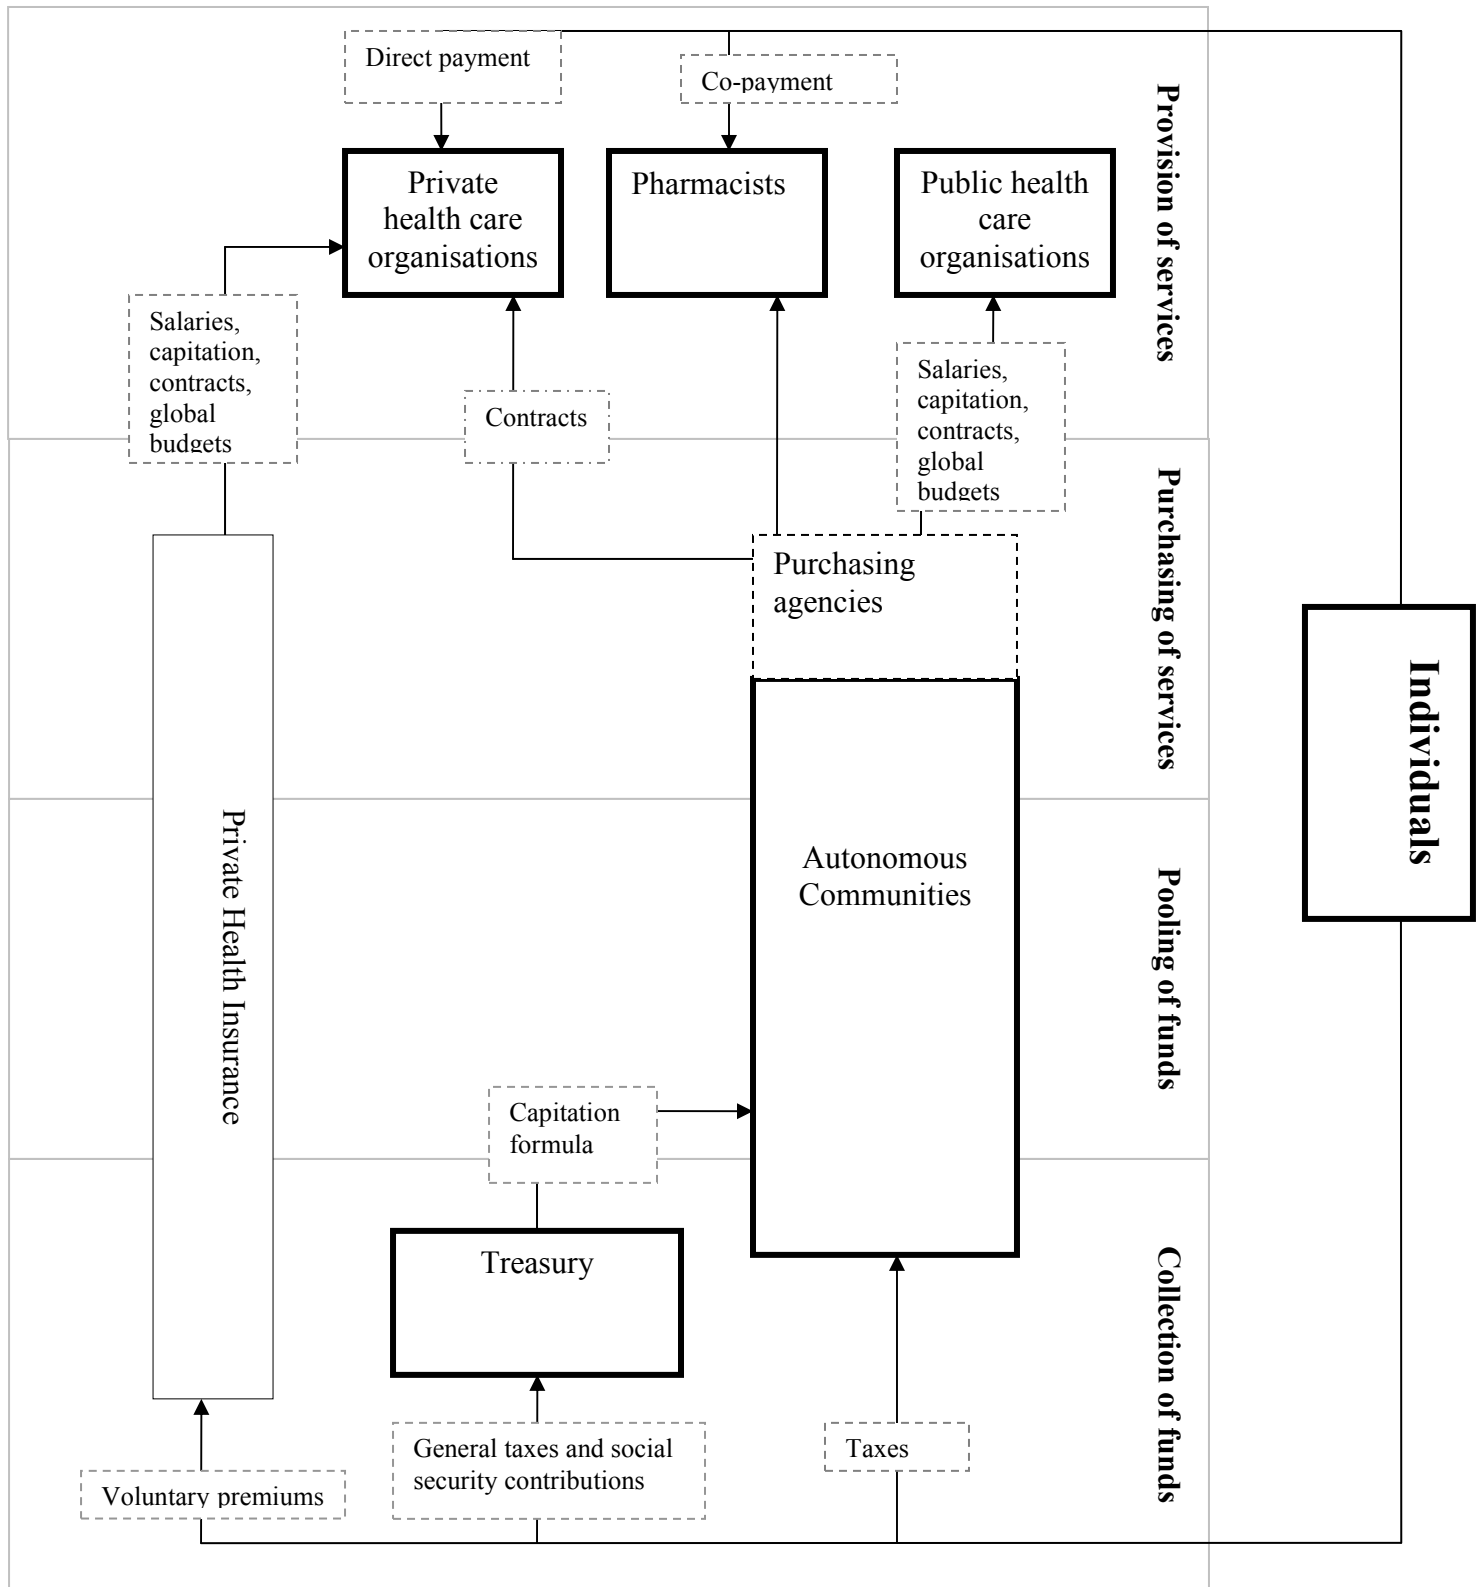 Direct payment
Co-payment
Private
health care
organisations
Pharmacists
Public health
care
organisations
Provision of services
Salaries,
capitation,
contracts,
global
budgets
Contracts
Salaries,
capitation,
contracts,
global
budgets
Purchasing
agencies
Purchasing of services
Individuals
Private Health Insurance
Autonomous
Communities
Pooling of funds
Capitation
formula
Treasury
Collection of funds
General taxes and social
security contributions
Taxes
Voluntary premiums